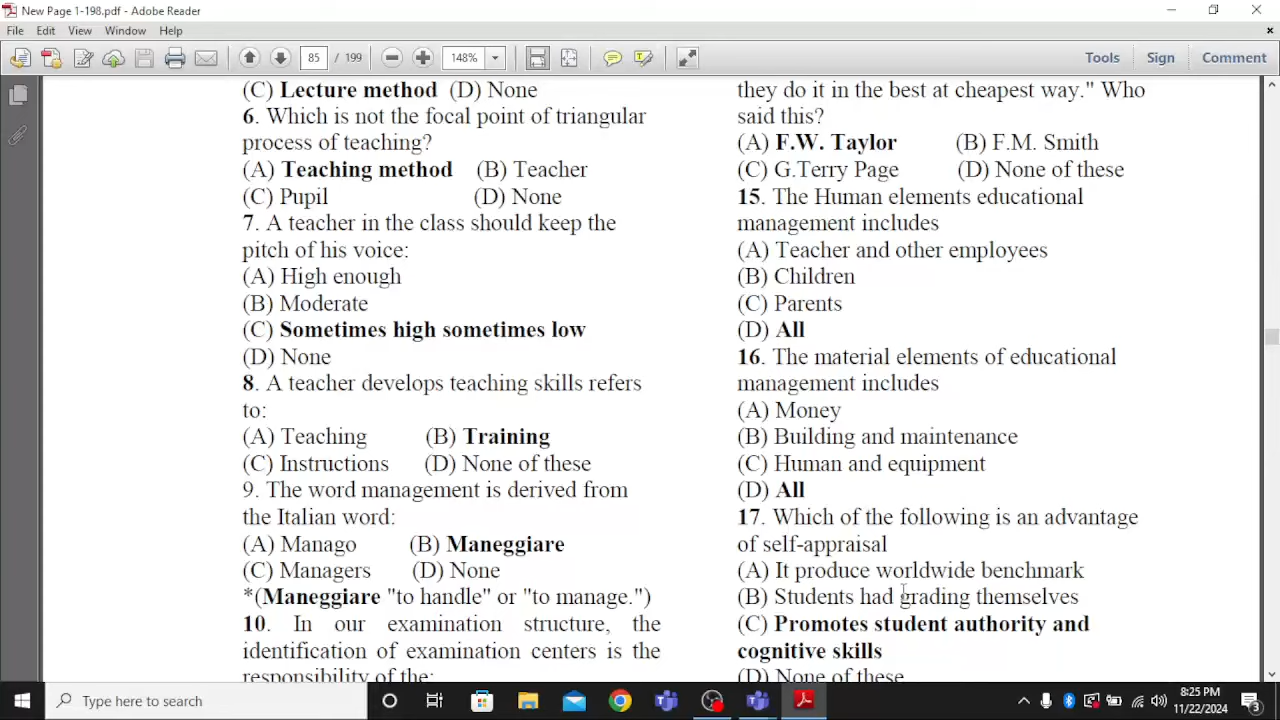 New Page 1-198.pdf - Adobe Reader
File Edit View Window Help
85 / 199 148% Tools Sign Comment
(C) Lecture method (D) None
6. Which is not the focal point of triangular
process of teaching?
(A) Teaching method (B) Teacher
(C) Pupil (D) None
7. A teacher in the class should keep the
pitch of his voice:
(A) High enough
(B) Moderate
(C) Sometimes high sometimes low
(D) None
8. A teacher develops teaching skills refers
to:
(A) Teaching (B) Training
(C) Instructions (D) None of these
9. The word management is derived from
the Italian word:
(A) Manago (B) Maneggiare
(C) Managers (D) None
*(Maneggiare "to handle" or "to manage.")
10. In our examination structure, the
identification of examination centers is the
responsibility of the:
they do it in the best at cheapest way." Who
said this?
(A) F.W. Taylor (B) F.M. Smith
(C) G.Terry Page (D) None of these
15. The Human elements educational
management includes
(A) Teacher and other employees
(B) Children
(C) Parents
(D) All
16. The material elements of educational
management includes
(A) Money
(B) Building and maintenance
(C) Human and equipment
(D) All
17. Which of the following is an advantage
of self-appraisal
(A) It produce worldwide benchmark
(B) Students had grading themselves
(C) Promotes student authority and
cognitive skills
(D) None of these
Type here to search
8:25 PM
11/22/2024
3